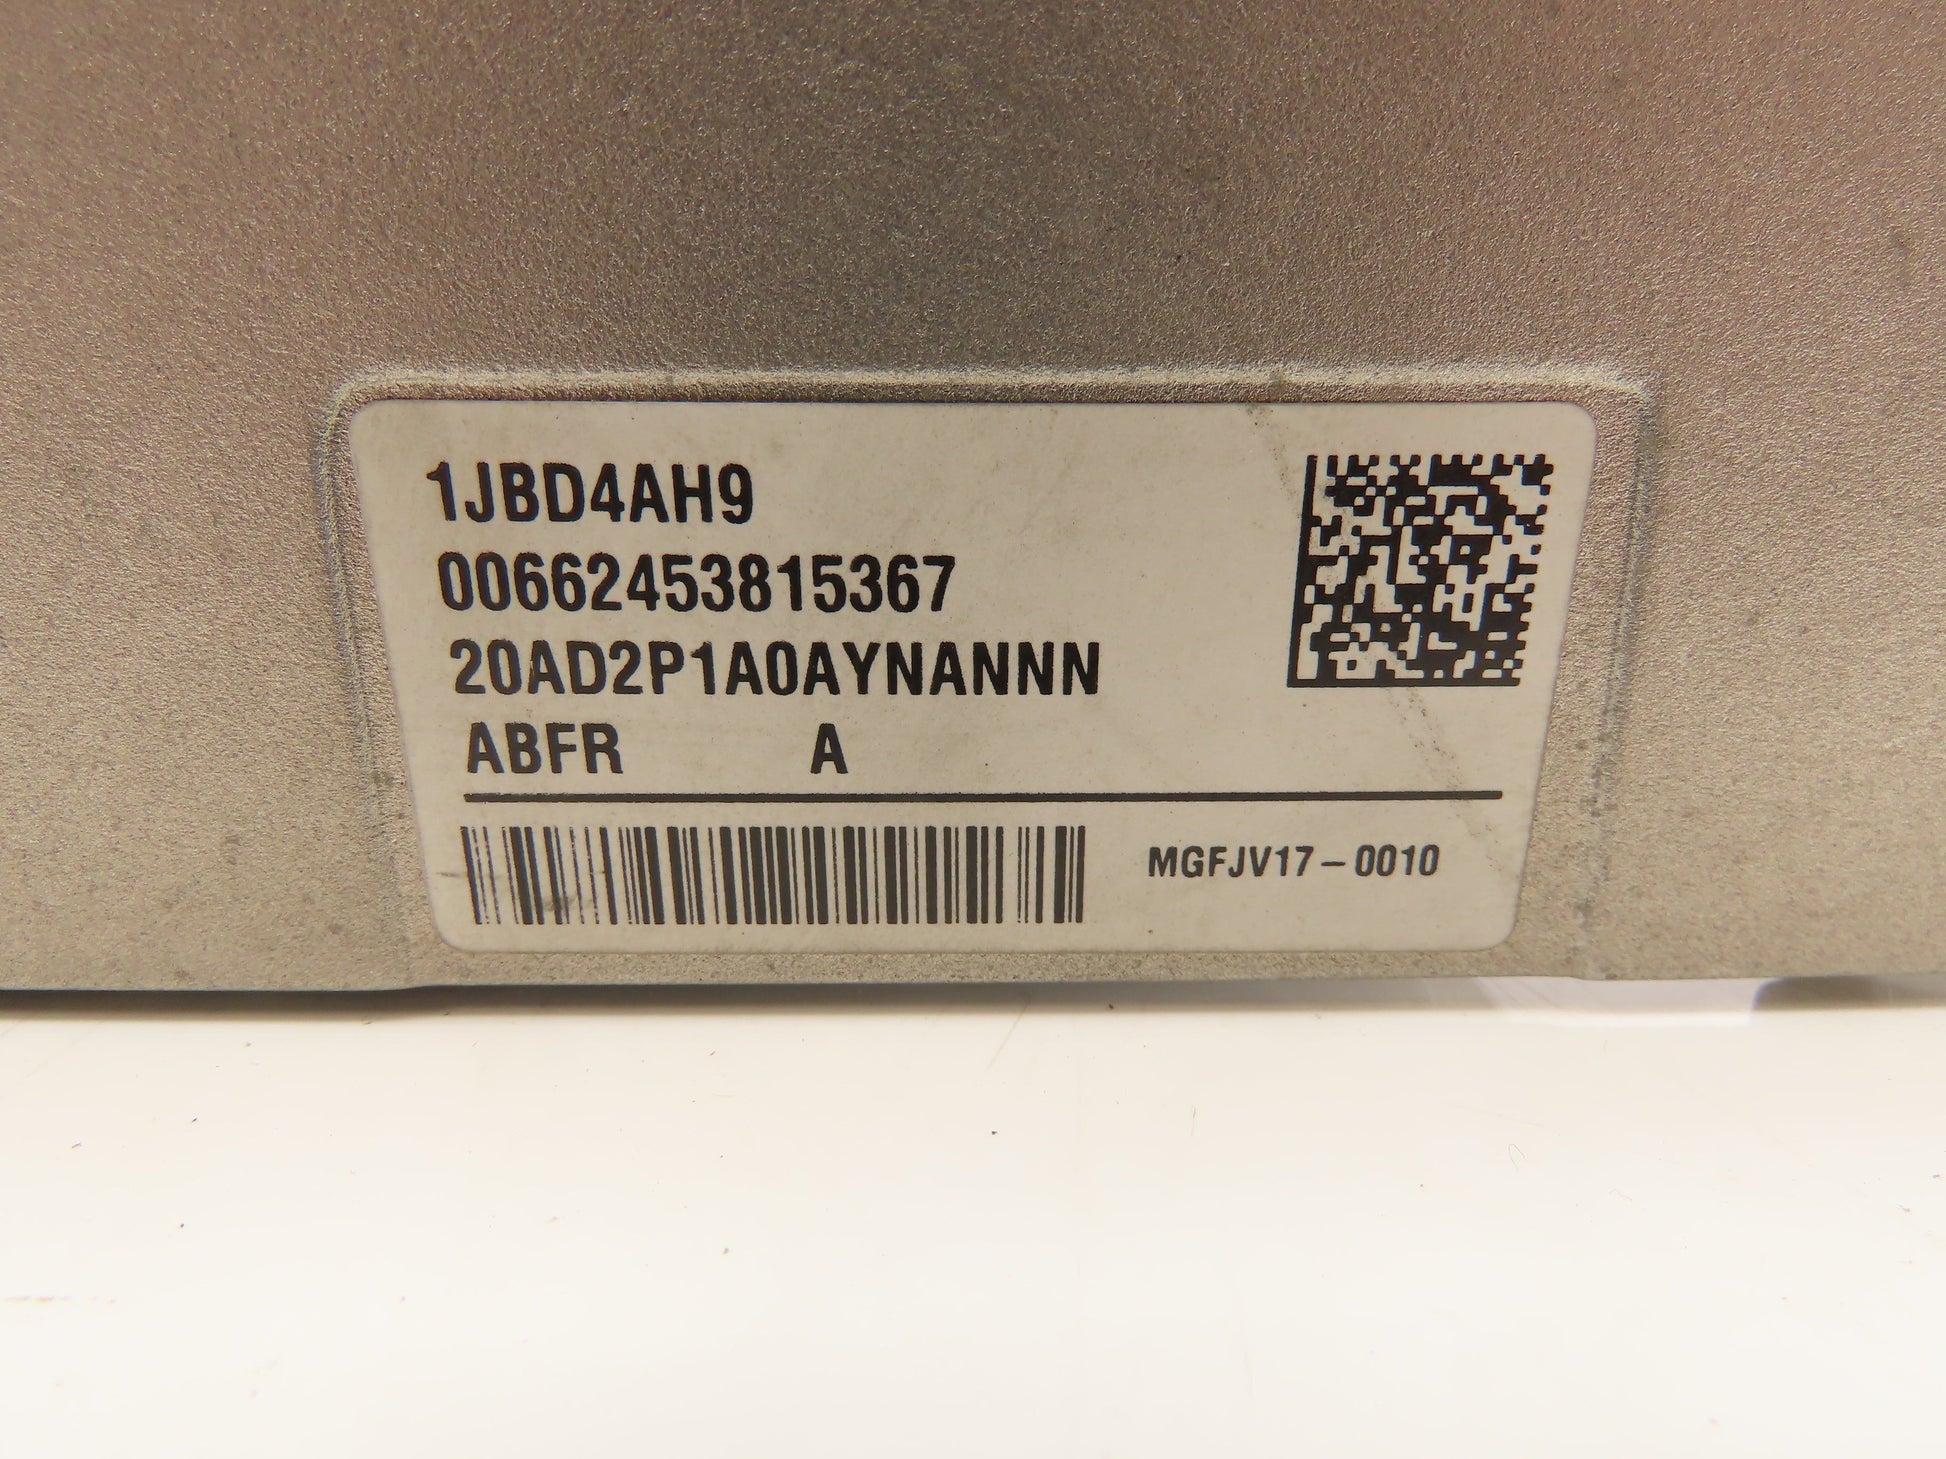 1JBD4AH9
00662453815367
20AD2P1A0AYNANNN
ABFR A
MGFJV17-0010